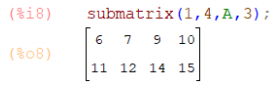 (%i8) submatrix(1,4,A,3);
(%o8)
6 7 9 10
11 12 14 15